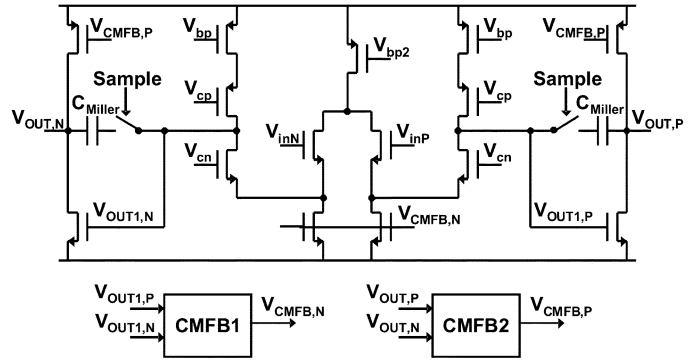 V_CMFB,P V_bp V_bp2 V_bp V_CMFB,P
Sample V_cp V_cp Sample
V_OUT,N C_Miller C_Miller V_OUT,P
V_cn V_inN V_inP V_cn
V_OUT1,N V_CMFB,N V_OUT1,P
V_OUT1,P V_CMFB,N V_OUT,P V_CMFB,P
V_OUT1,N CMFB1 V_OUT,N CMFB2